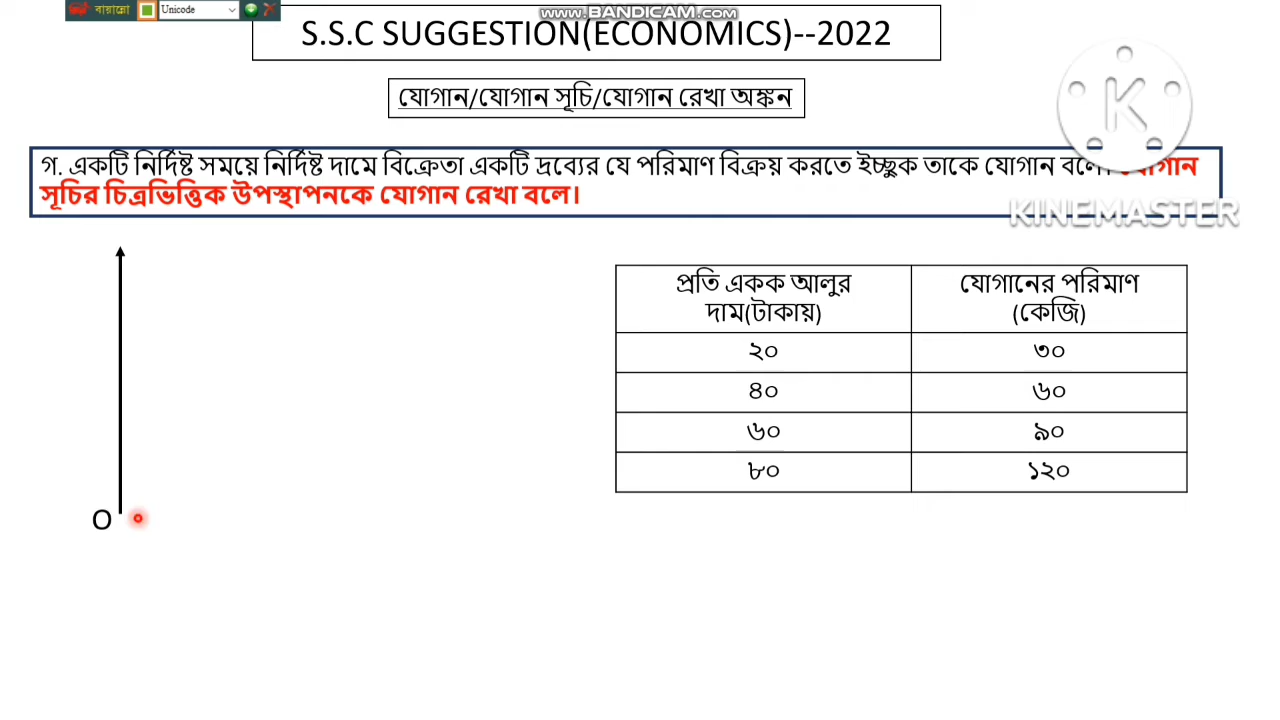 বায়ান্নো Unicode
www.BANDICAM.com
S.S.C SUGGESTION(ECONOMICS)--2022
যোগান/যোগান সূচি/যোগান রেখা অঙ্কন
K
গ. একটি নির্দিষ্ট সময়ে নির্দিষ্ট দামে বিক্রেতা একটি দ্রব্যের যে পরিমাণ বিক্রয় করতে ইচ্ছুক তাকে যোগান বলে। যোগান
সূচির চিত্রভিত্তিক উপস্থাপনকে যোগান রেখা বলে।
KINEMASTER
প্রতি একক আলুর যোগানের পরিমাণ
দাম(টাকায়) (কেজি)
২০ ৩০
৪০ ৬০
৬০ ৯০
৮০ ১২০
O